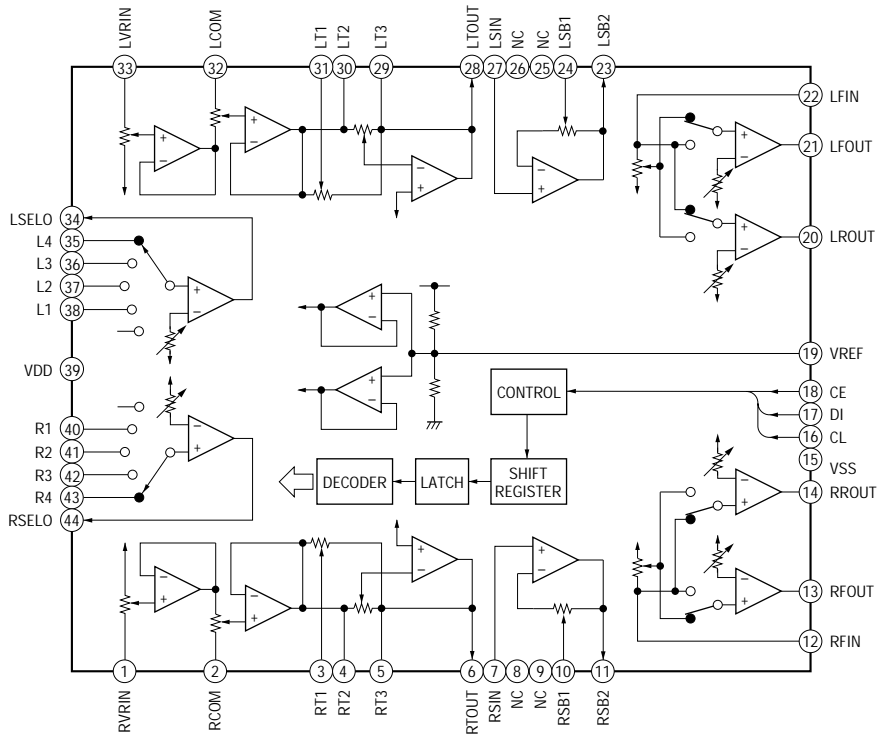 LVRIN
LCOM
LT1
LT2
LT3
LTOUT
LSIN
NC
NC
LSB1
LSB2
33
32
31
30
29
28
27
26
25
24
23
22 LFIN
21 LFOUT
20 LROUT
LSELO 34
L4 35
L3 36
L2 37
L1 38
VDD 39
19 VREF
18 CE
17 DI
16 CL
15 VSS
CONTROL
R1 40
R2 41
R3 42
R4 43
RSELO 44
DECODER
LATCH
SHIFT
REGISTER
14 RROUT
13 RFOUT
12 RFIN
+
−
+
−
+
−
+
−
+
−
+
−
+
−
+
−
+
−
+
−
+
−
+
−
+
−
+
−
+
−
+
−
1
2
3
4
5
6
7
8
9
10
11
RVRIN
RCOM
RT1
RT2
RT3
RTOUT
RSIN
NC
NC
RSB1
RSB2